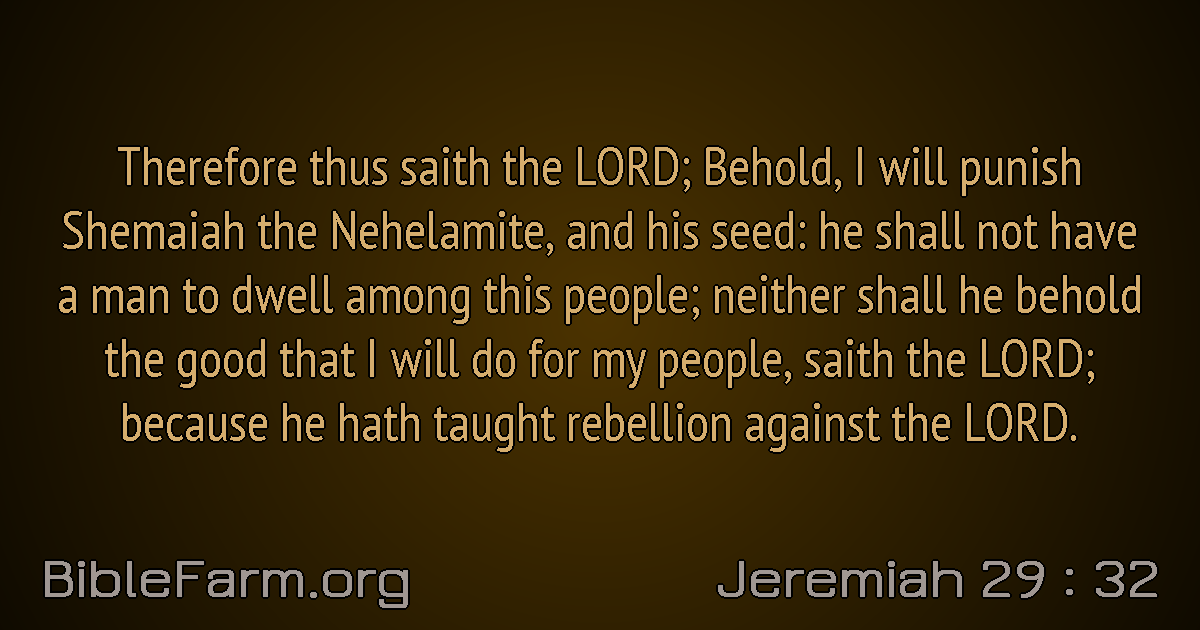 Therefore thus saith the LORD; Behold, I will punish
Shemaiah the Nehelamite, and his seed: he shall not have
a man to dwell among this people; neither shall he behold
the good that I will do for my people, saith the LORD;
because he hath taught rebellion against the LORD.
BibleFarm.org
Jeremiah 29 : 32